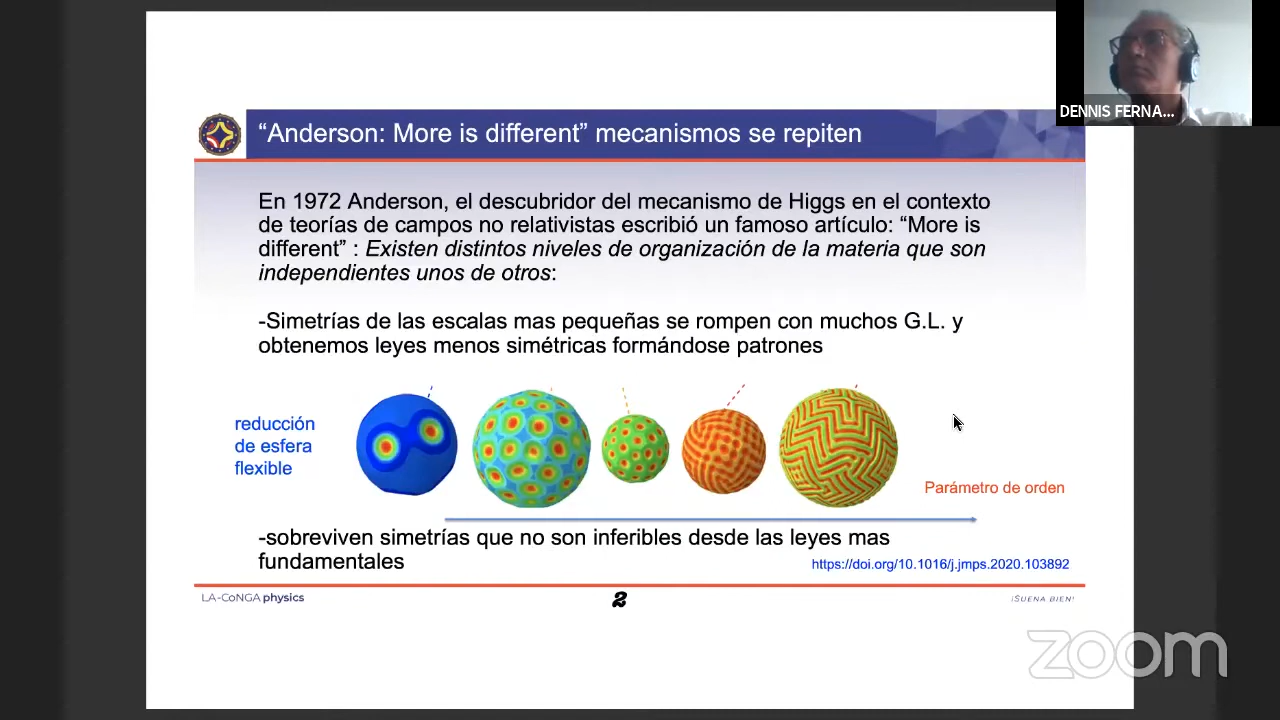 DENNIS FERNA...
“Anderson: More is different” mecanismos se repiten
En 1972 Anderson, el descubridor del mecanismo de Higgs en el contexto
de teorías de campos no relativistas escribió un famoso artículo: “More is
different” : Existen distintos niveles de organización de la materia que son
independientes unos de otros:
-Simetrías de las escalas mas pequeñas se rompen con muchos G.L. y
obtenemos leyes menos simétricas formándose patrones
reducción
de esfera
flexible
Parámetro de orden
-sobreviven simetrías que no son inferibles desde las leyes mas
fundamentales
https://doi.org/10.1016/j.jmps.2020.103892
LA-CoNGA physics
2
¡SUENA BIEN!
zoom